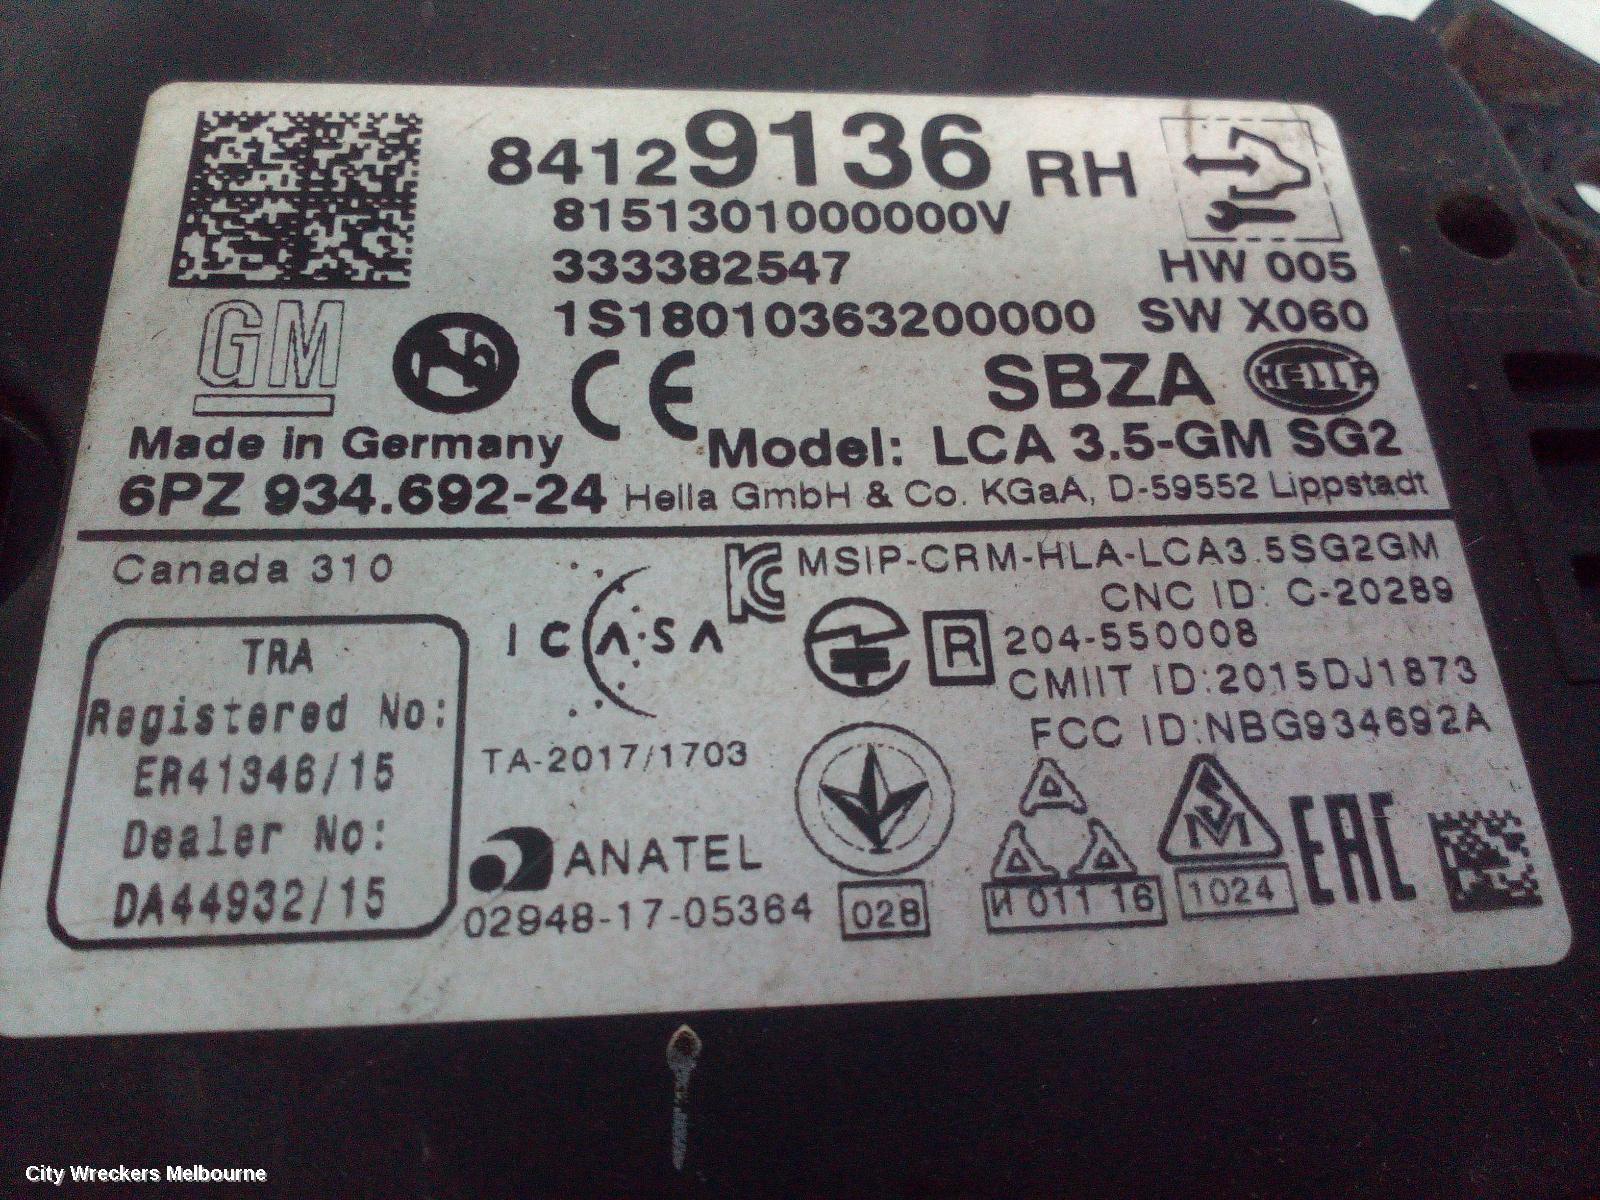 84129136 RH
8151301000000V
333382547 HW 005
1S18010363200000 SW X060
GM
CE SBZA HELLA
Made in Germany Model: LCA 3.5-GM SG2
6PZ 934.692-24 Hella GmbH & Co. KGaA, D-59552 Lippstadt
Canada 310
MSIP-CRM-HLA-LCA3.5SG2GM
CNC ID: C-20289
ICASA
R 204-550008
CMIIT ID:2015DJ1873
FCC ID:NBG934692A
TRA
Registered No:
ER41346/15
Dealer No:
DA44932/15
TA-2017/1703
ANATEL
02948-17-05364
028
И 011 16
SM
1024
EAC
City Wreckers Melbourne